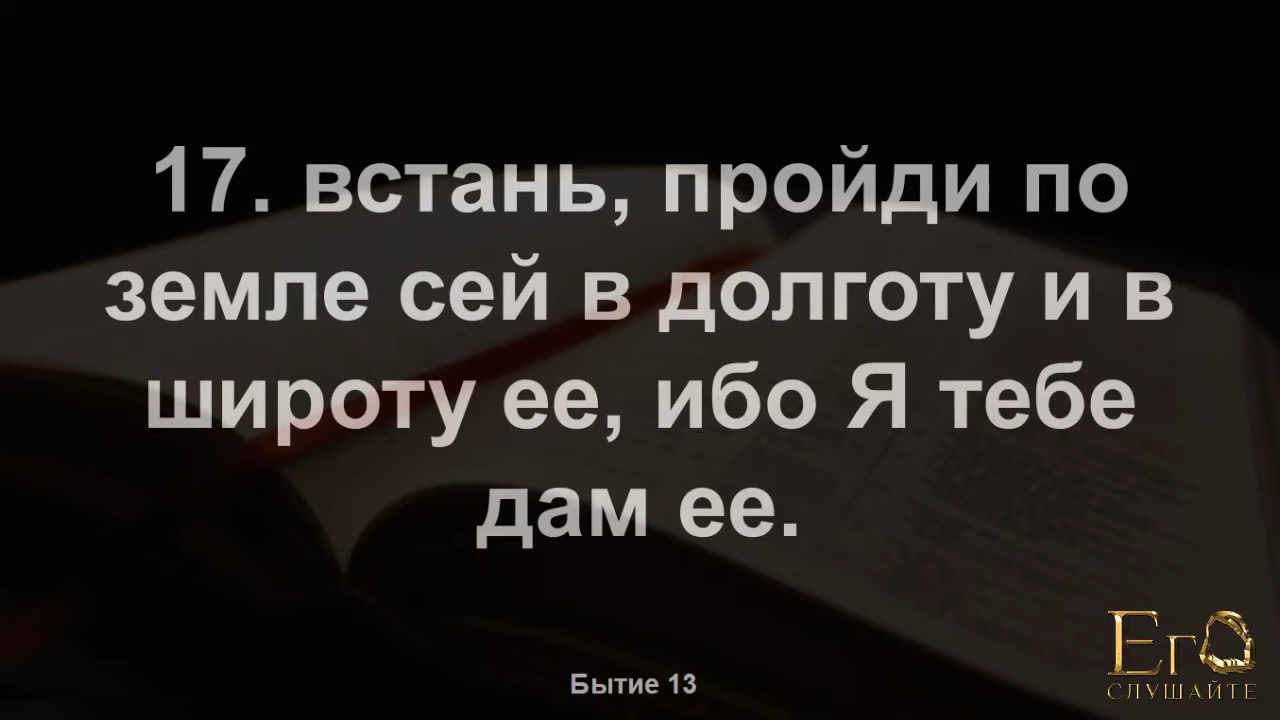 17. встань, пройди по
земле сей в долготу и в
широту ее, ибо Я тебе
дам ее.
Бытие 13
ЕгО
СЛУШАЙТЕ